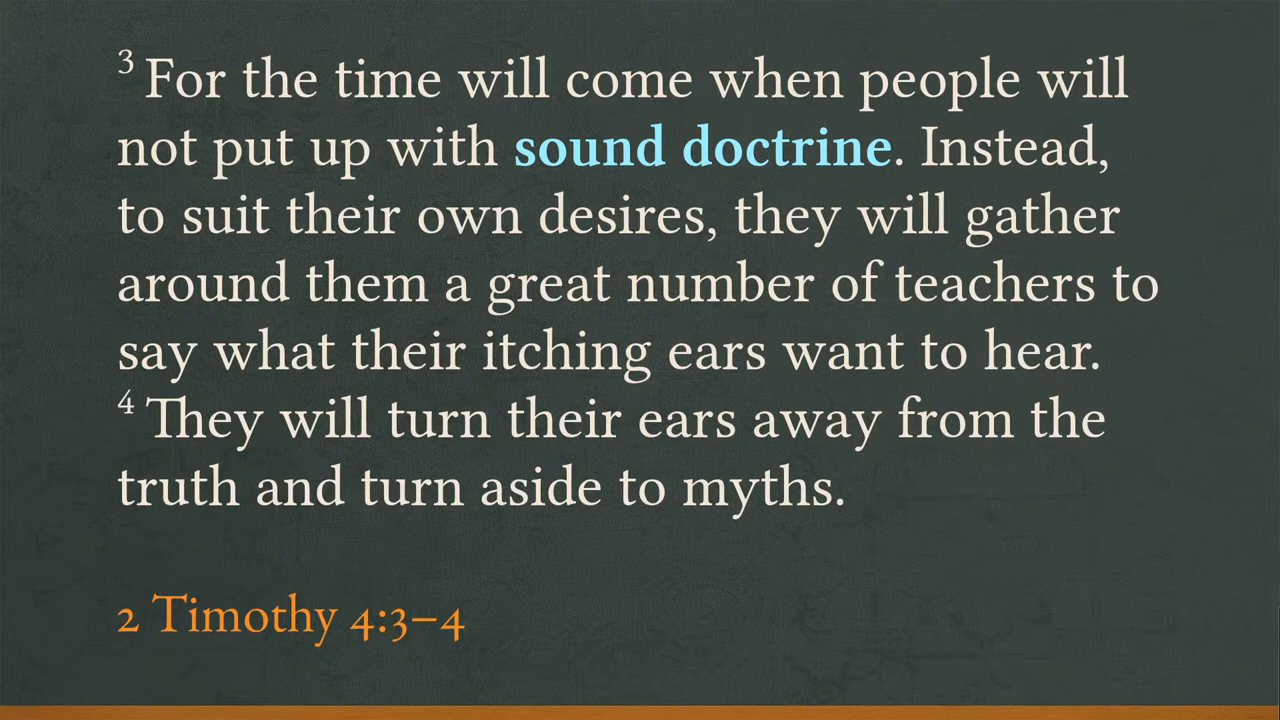 3 For the time will come when people will
not put up with sound doctrine. Instead,
to suit their own desires, they will gather
around them a great number of teachers to
say what their itching ears want to hear.
4 They will turn their ears away from the
truth and turn aside to myths.
2 Timothy 4:3–4